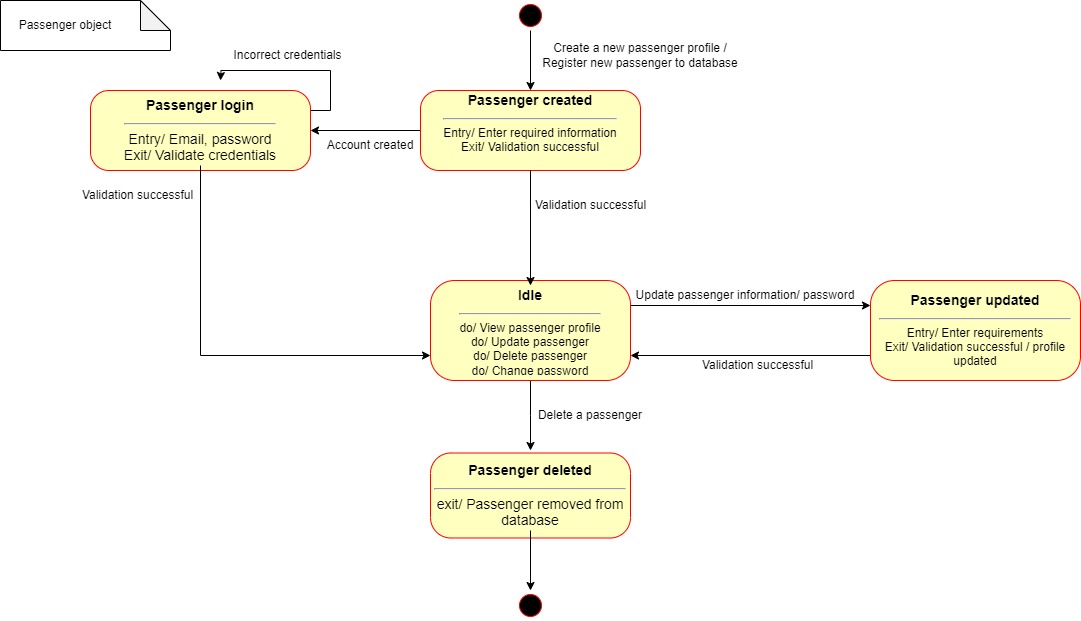 Passenger object
Create a new passenger profile /
Register new passenger to database
Incorrect credentials
Passenger login
Entry/ Email, password
Exit/ Validate credentials
Passenger created
Entry/ Enter required information
Exit/ Validation successful
Account created
Validation successful
Validation successful
Idle
do/ View passenger profile
do/ Update passenger
do/ Delete passenger
do/ Change password
Update passenger information/ password
Passenger updated
Entry/ Enter requirements
Exit/ Validation successful / profile
updated
Validation successful
Delete a passenger
Passenger deleted
exit/ Passenger removed from
database